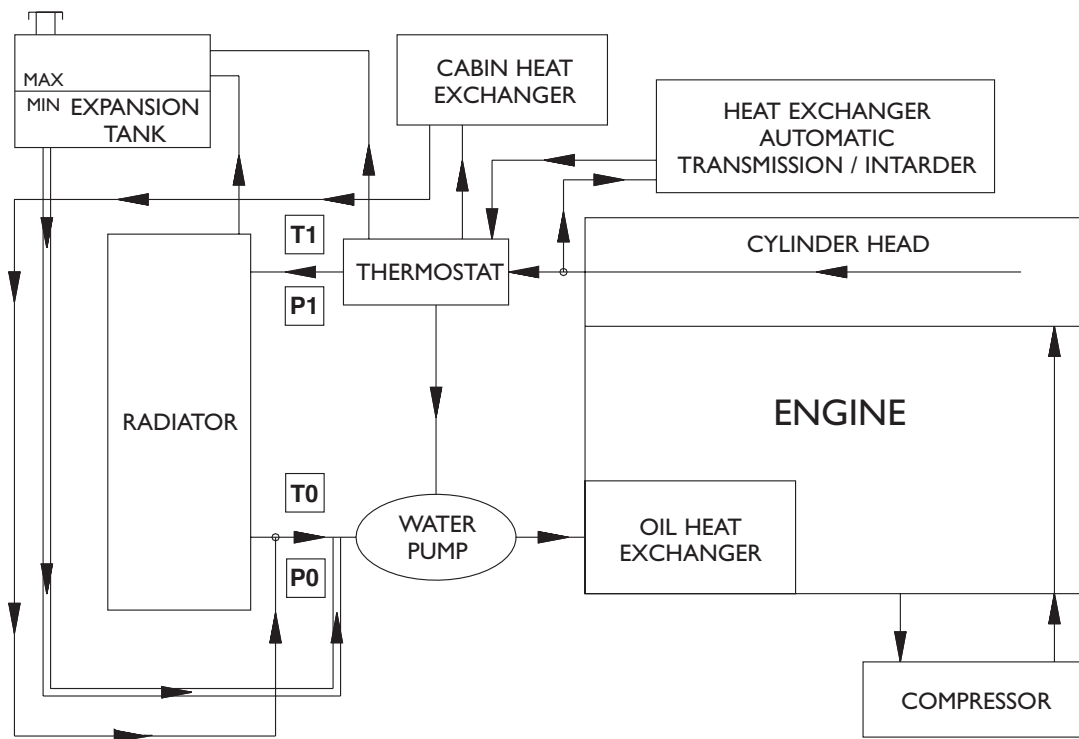 MAX
MIN
EXPANSION
TANK
CABIN HEAT
EXCHANGER
HEAT EXCHANGER
AUTOMATIC
TRANSMISSION / INTARDER
T1
THERMOSTAT
P1
CYLINDER HEAD
RADIATOR
ENGINE
T0
P0
WATER
PUMP
OIL HEAT
EXCHANGER
COMPRESSOR